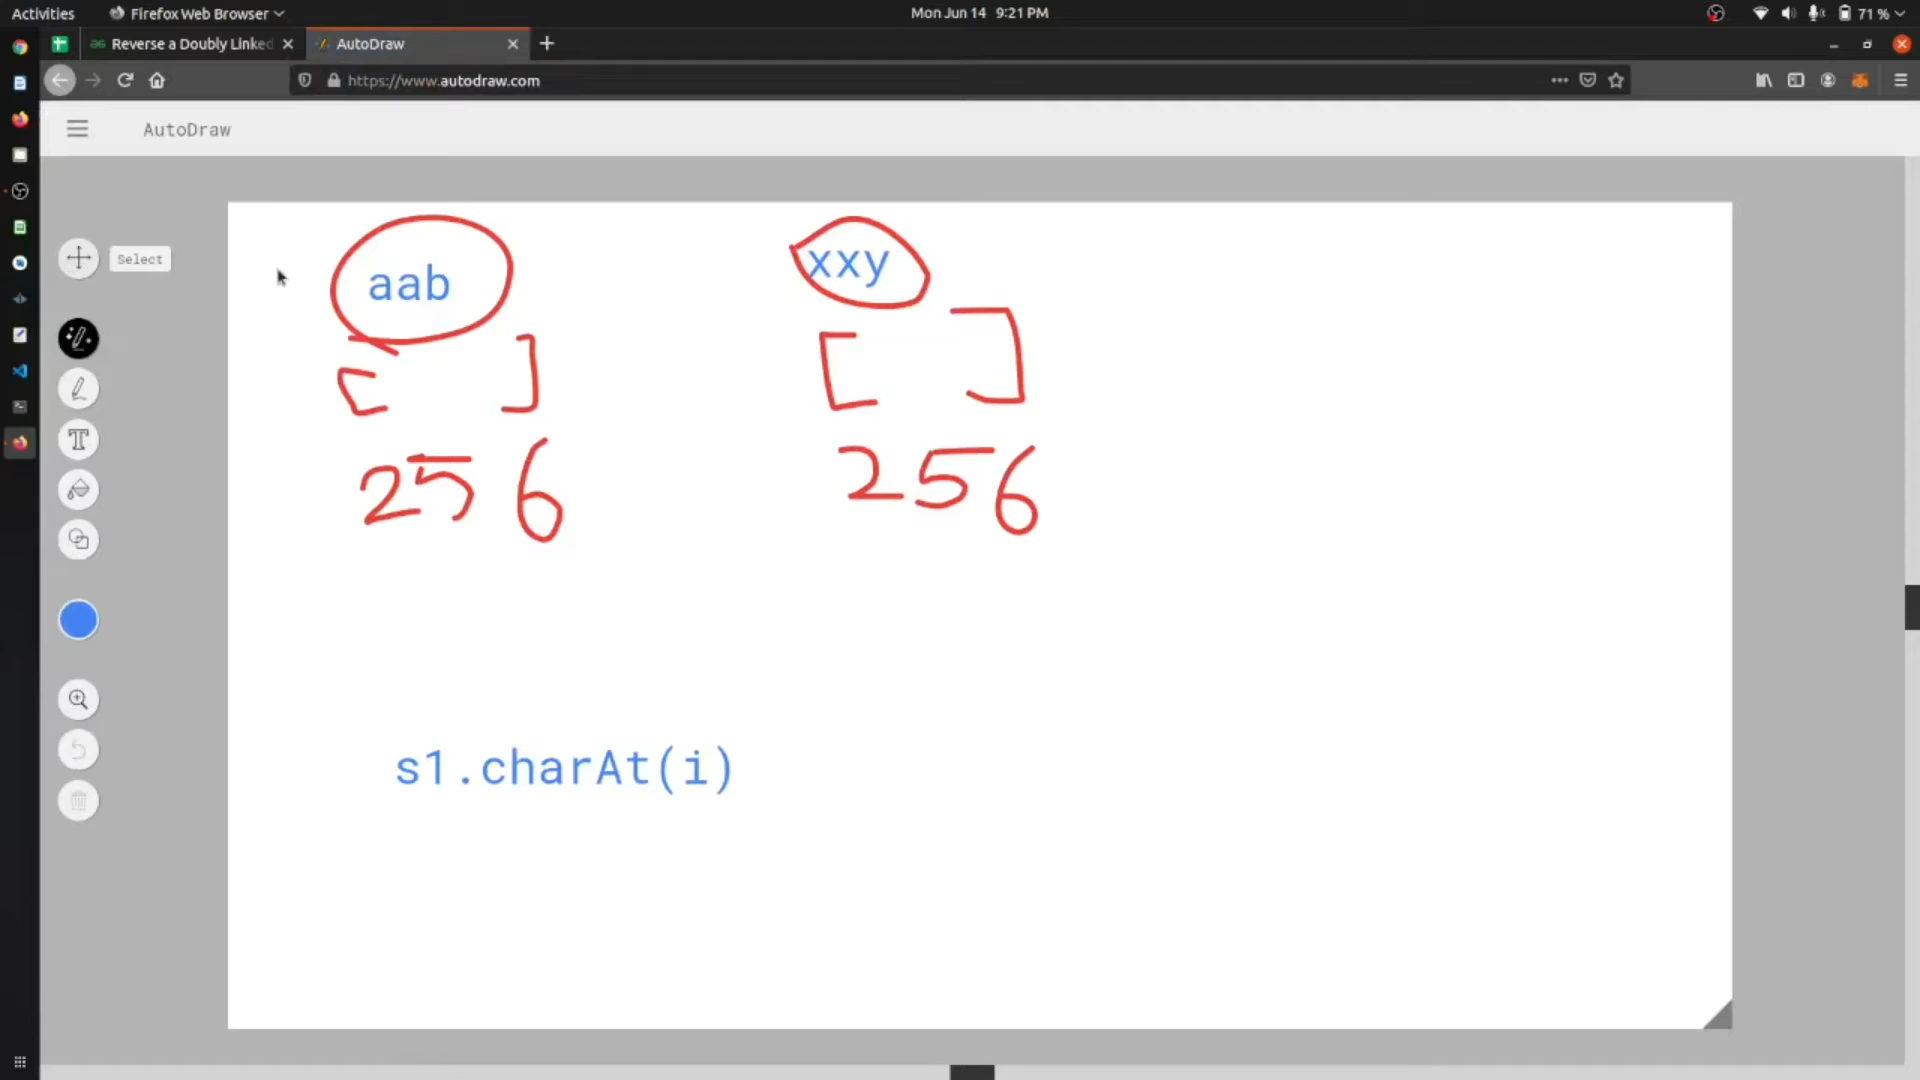 Activities Firefox Web Browser Mon Jun 14 9:21 PM 71 %
Reverse a Doubly Linked AutoDraw
https://www.autodraw.com
AutoDraw
Select
aab xxy
[ ] [ ]
256 256
s1.charAt(i)